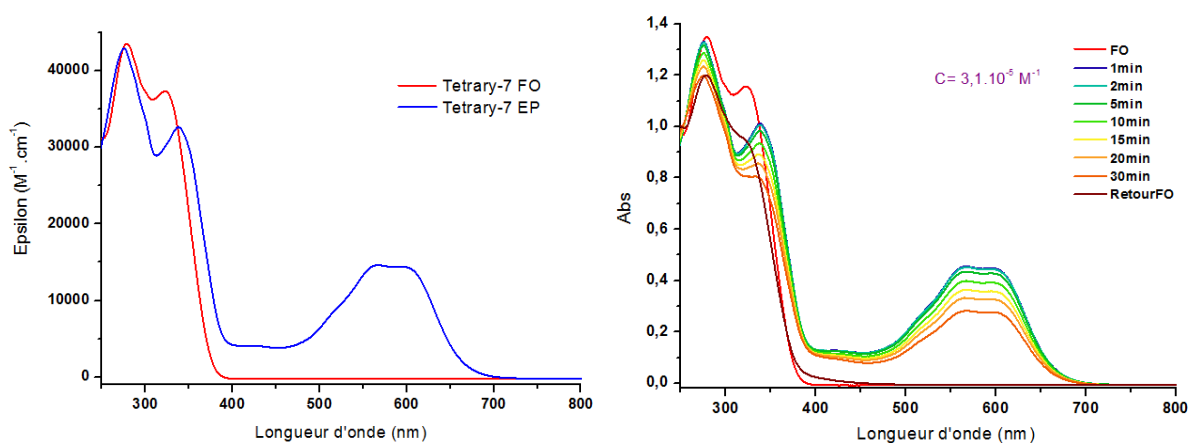 Epsilon (M⁻¹.cm⁻¹)
40000
30000
20000
10000
0
300
400
500
600
700
800
Longueur d'onde (nm)
Tetrary-7 FO
Tetrary-7 EP
Abs
1,4
1,2
1,0
0,8
0,6
0,4
0,2
0,0
300
400
500
600
700
800
Longueur d'onde (nm)
C= 3,1.10⁻⁵ M⁻¹
FO
1min
2min
5min
10min
15min
20min
30min
RetourFO